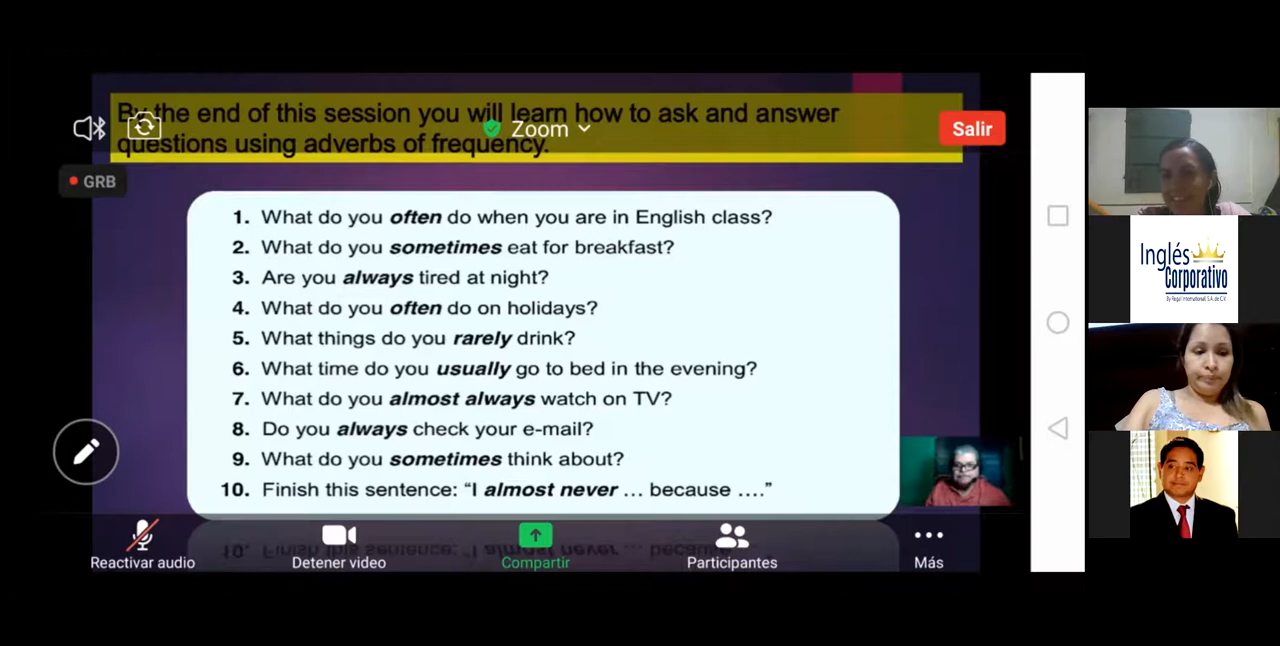 By the end of this session you will learn how to ask and answer
questions using adverbs of frequency.
Zoom
Salir
GRB
1. What do you often do when you are in English class?
2. What do you sometimes eat for breakfast?
3. Are you always tired at night?
4. What do you often do on holidays?
5. What things do you rarely drink?
6. What time do you usually go to bed in the evening?
7. What do you almost always watch on TV?
8. Do you always check your e-mail?
9. What do you sometimes think about?
10. Finish this sentence: “I almost never ... because ....”
Reactivar audio
Detener video
Compartir
Participantes
Más
Inglés
Corporativo
By Regal International, S.A. de C.V.